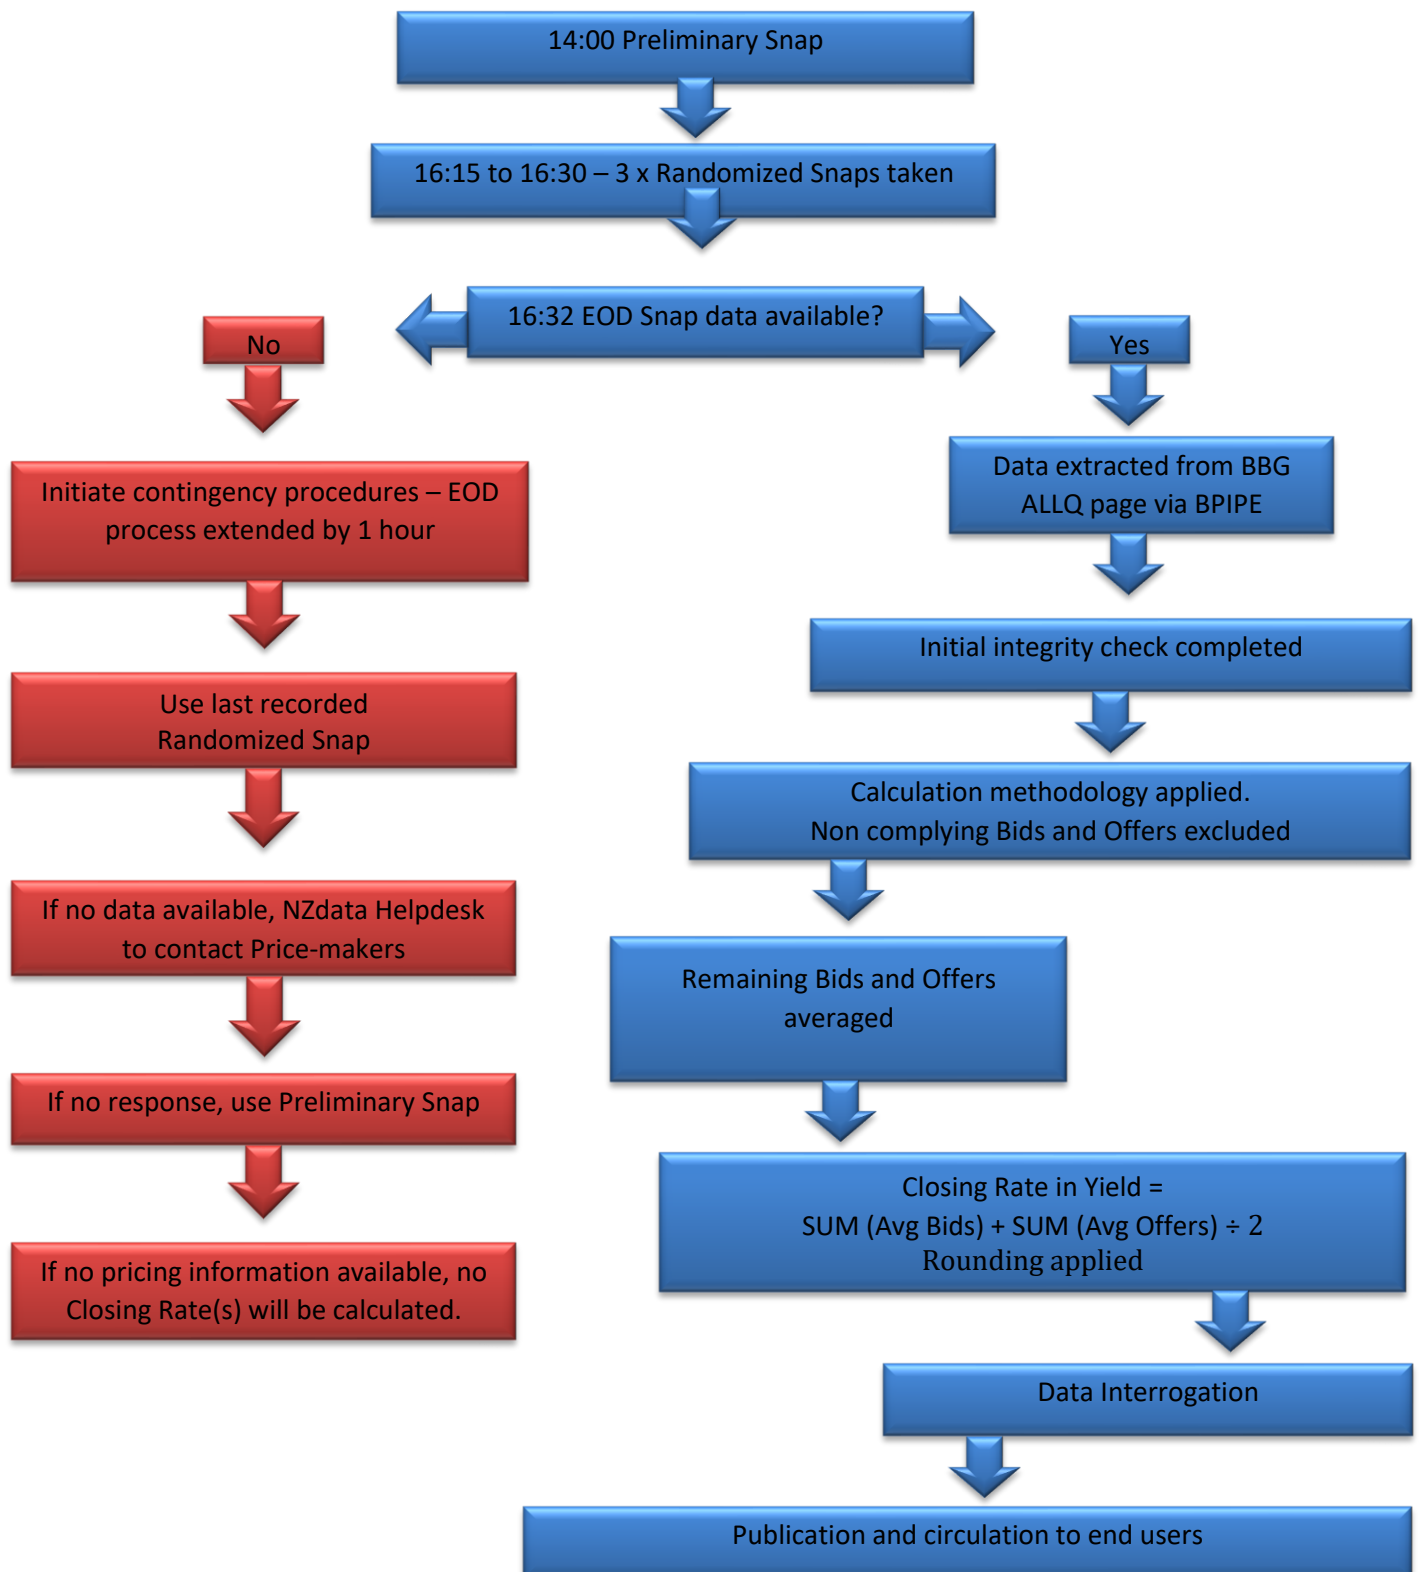 14:00 Preliminary Snap
16:15 to 16:30 – 3 x Randomized Snaps taken
16:32 EOD Snap data available?
No
Initiate contingency procedures – EOD
process extended by 1 hour
Use last recorded
Randomized Snap
If no data available, NZdata Helpdesk
to contact Price-makers
If no response, use Preliminary Snap
If no pricing information available, no
Closing Rate(s) will be calculated.
Yes
Data extracted from BBG
ALLQ page via BPIPE
Initial integrity check completed
Calculation methodology applied.
Non complying Bids and Offers excluded
Remaining Bids and Offers
averaged
Closing Rate in Yield =
SUM (Avg Bids) + SUM (Avg Offers) ÷ 2
Rounding applied
Data Interrogation
Publication and circulation to end users